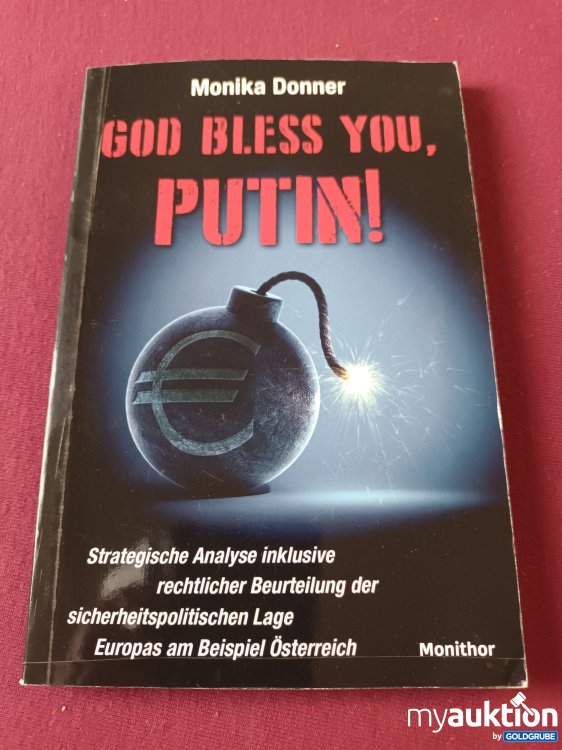 Monika Donner
GOD BLESS YOU,
PUTIN!
€
Strategische Analyse inklusive
rechtlicher Beurteilung der
sicherheitspolitischen Lage
Europas am Beispiel Österreich
Monithor
myauktion
by GOLDGRUBE